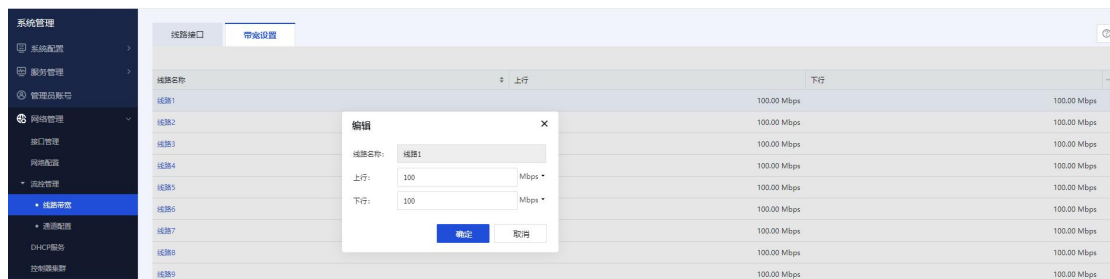 系统管理
系统配置
服务管理
管理员账号
网络管理
接口管理
网络配置
流控管理
线路带宽
通道配置
DHCP服务
控制器集群
线路接口 带宽设置
线路名称 上行 下行
线路1 100.00 Mbps 100.00 Mbps
线路2 100.00 Mbps 100.00 Mbps
线路3 100.00 Mbps 100.00 Mbps
线路4 100.00 Mbps 100.00 Mbps
线路5 100.00 Mbps 100.00 Mbps
线路6 100.00 Mbps 100.00 Mbps
线路7 100.00 Mbps 100.00 Mbps
线路8 100.00 Mbps 100.00 Mbps
线路9 100.00 Mbps 100.00 Mbps
编辑
线路名称: 线路1
上行: 100 Mbps
下行: 100 Mbps
确定 取消